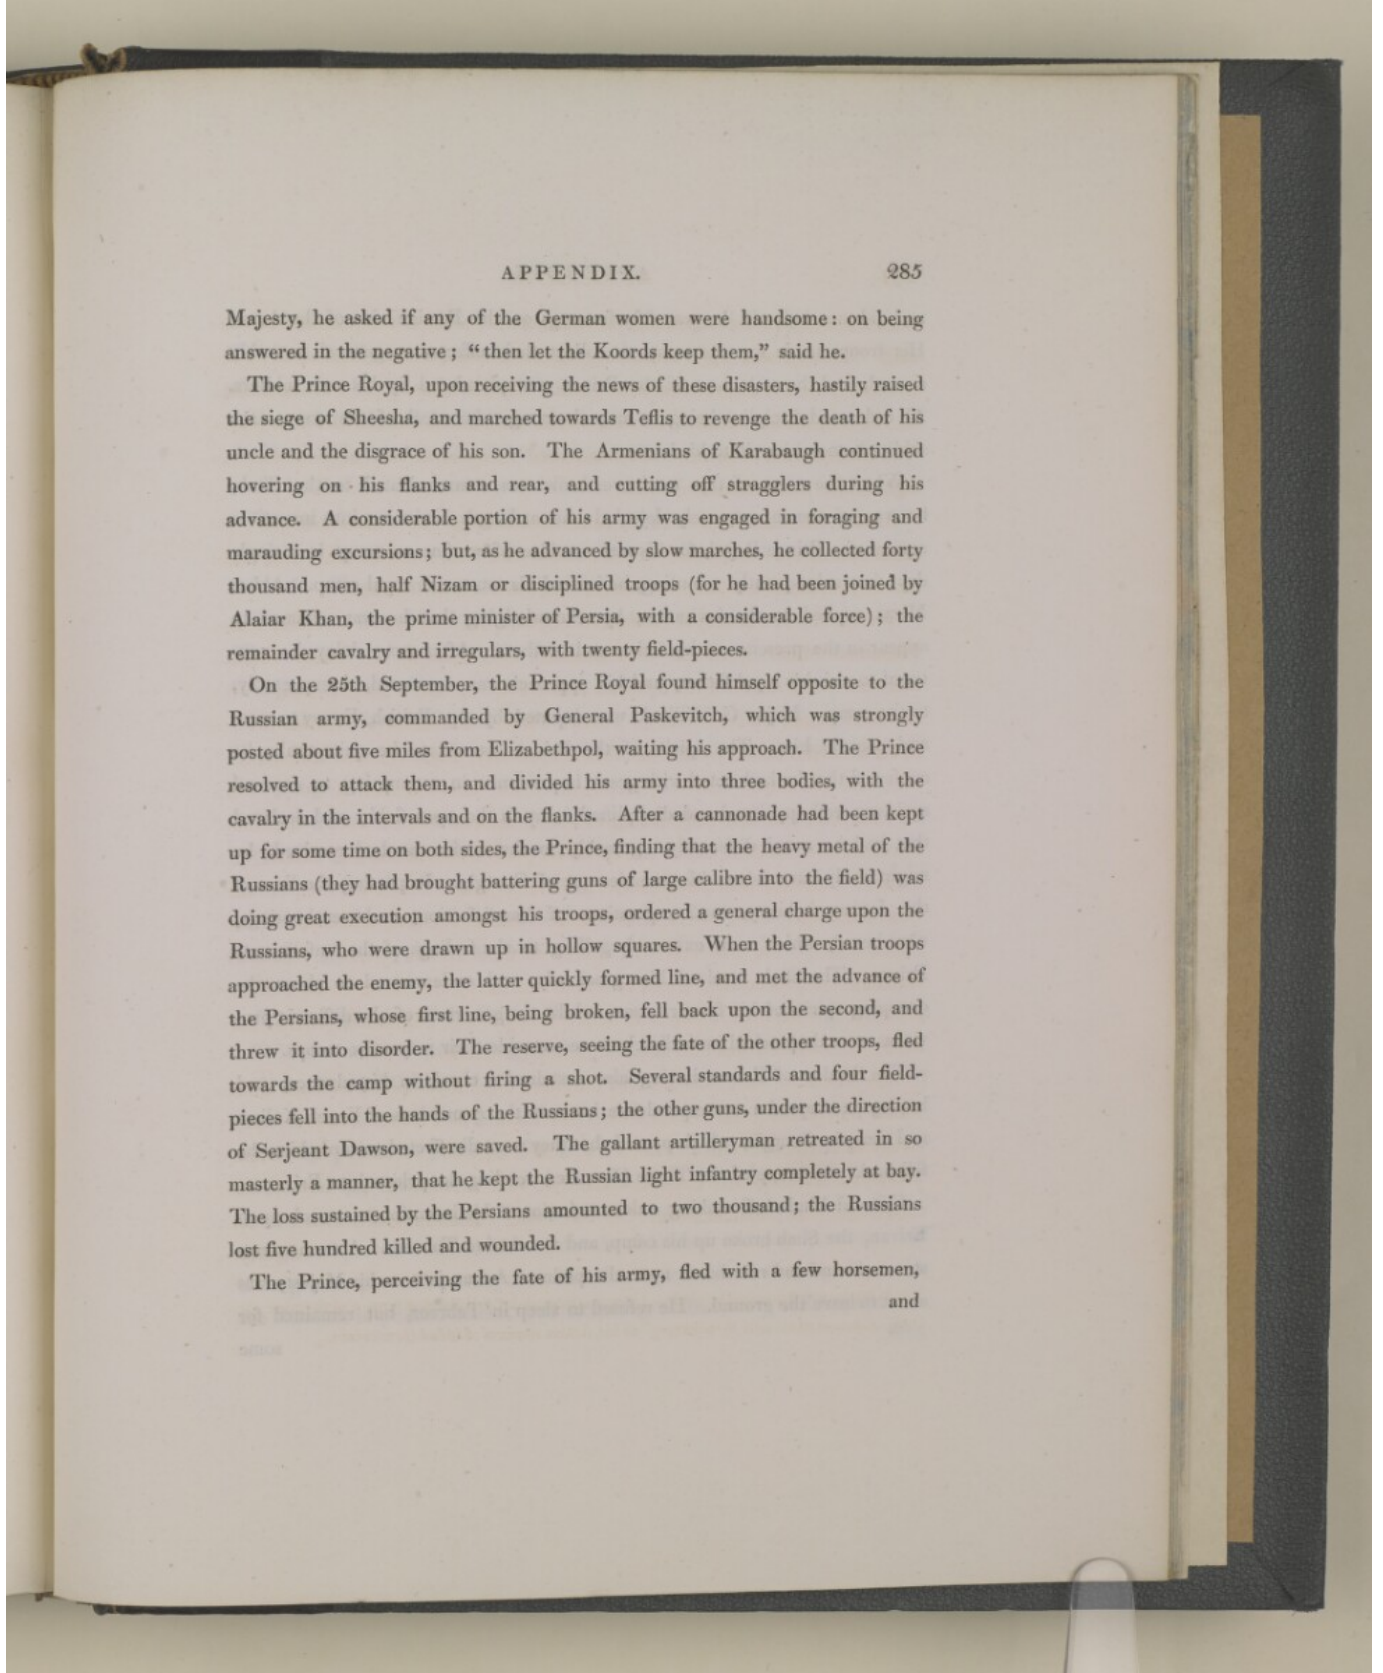 APPENDIX. 285
Majesty, he asked if any of the German women were handsome: on being
answered in the negative; “then let the Koords keep them,” said he.
The Prince Royal, upon receiving the news of these disasters, hastily raised
the siege of Sheesha, and marched towards Teflis to revenge the death of his
uncle and the disgrace of his son. The Armenians of Karabaugh continued
hovering on his flanks and rear, and cutting off stragglers during his
advance. A considerable portion of his army was engaged in foraging and
marauding excursions; but, as he advanced by slow marches, he collected forty
thousand men, half Nizam or disciplined troops (for he had been joined by
Alaiar Khan, the prime minister of Persia, with a considerable force); the
remainder cavalry and irregulars, with twenty field-pieces.
On the 25th September, the Prince Royal found himself opposite to the
Russian army, commanded by General Paskevitch, which was strongly
posted about five miles from Elizabethpol, waiting his approach. The Prince
resolved to attack them, and divided his army into three bodies, with the
cavalry in the intervals and on the flanks. After a cannonade had been kept
up for some time on both sides, the Prince, finding that the heavy metal of the
Russians (they had brought battering guns of large calibre into the field) was
doing great execution amongst his troops, ordered a general charge upon the
Russians, who were drawn up in hollow squares. When the Persian troops
approached the enemy, the latter quickly formed line, and met the advance of
the Persians, whose first line, being broken, fell back upon the second, and
threw it into disorder. The reserve, seeing the fate of the other troops, fled
towards the camp without firing a shot. Several standards and four field-
pieces fell into the hands of the Russians; the other guns, under the direction
of Serjeant Dawson, were saved. The gallant artilleryman retreated in so
masterly a manner, that he kept the Russian light infantry completely at bay.
The loss sustained by the Persians amounted to two thousand; the Russians
lost five hundred killed and wounded.
The Prince, perceiving the fate of his army, fled with a few horsemen,
and